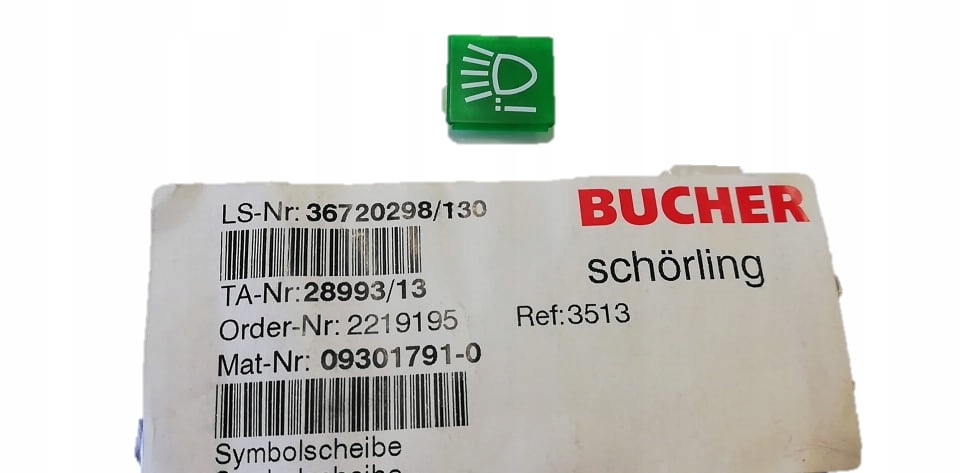 LS-Nr: 36720298/130
BUCHER
schörling
TA-Nr: 28993/13
Order-Nr: 2219195
Ref: 3513
Mat-Nr: 09301791-0
Symbolscheibe